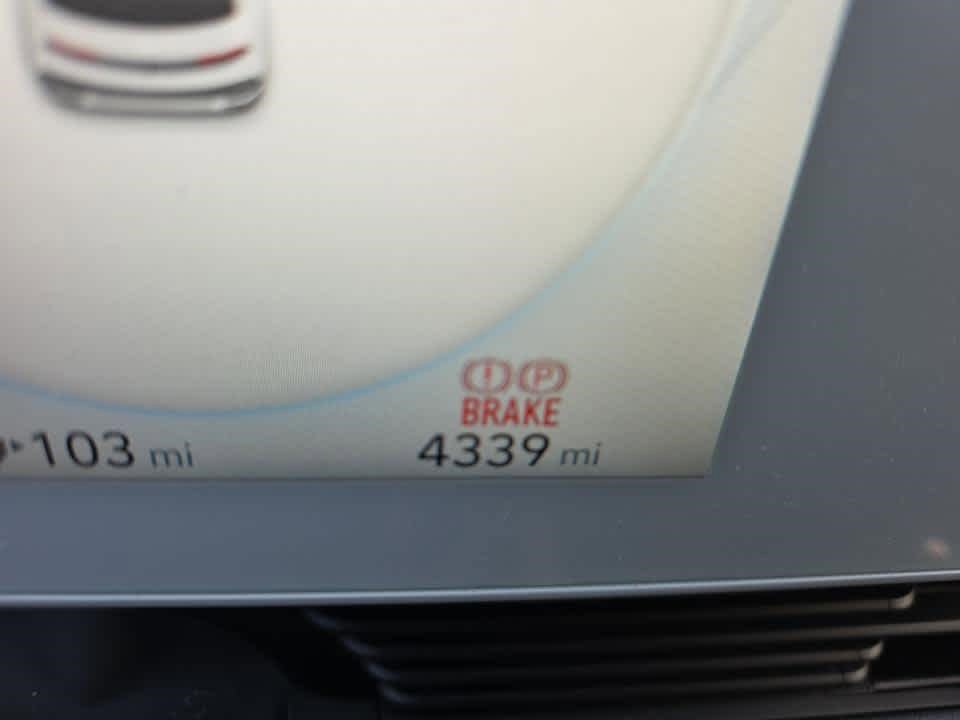 ! P
BRAKE
103 mi
4339 mi